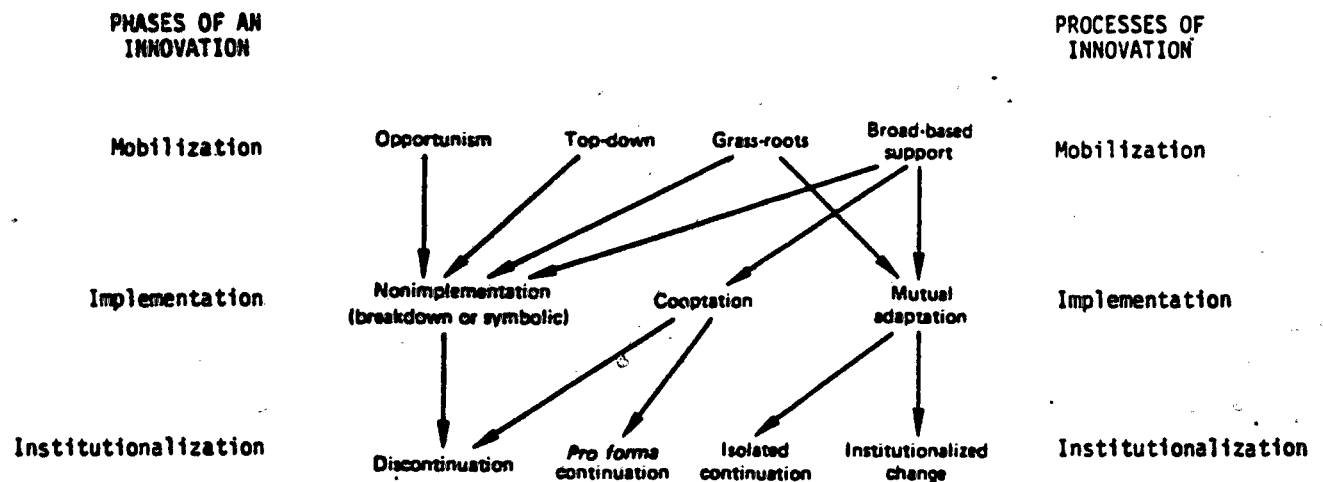 PHASES OF AN
INNOVATION
PROCESSES OF
INNOVATION
Mobilization
Opportunism
Top-down
Grass-roots
Broad-based
support
Mobilization
Implementation
Nonimplementation
(breakdown or symbolic)
Cooptation
Mutual
adaptation
Implementation
Institutionalization
Discontinuation
Pro forma
continuation
Isolated
continuation
Institutionalized
change
Institutionalization